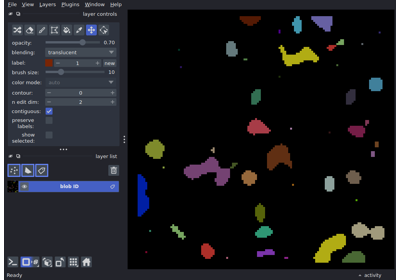 File View Layers Plugins Window Help
layer controls
opacity: 0.70
blending: translucent
label: 1 new
brush size: 10
color mode: auto
contour: 0
n edit dim: 2
contiguous:
preserve
labels:
show
selected:
layer list
blob ID
Ready activity